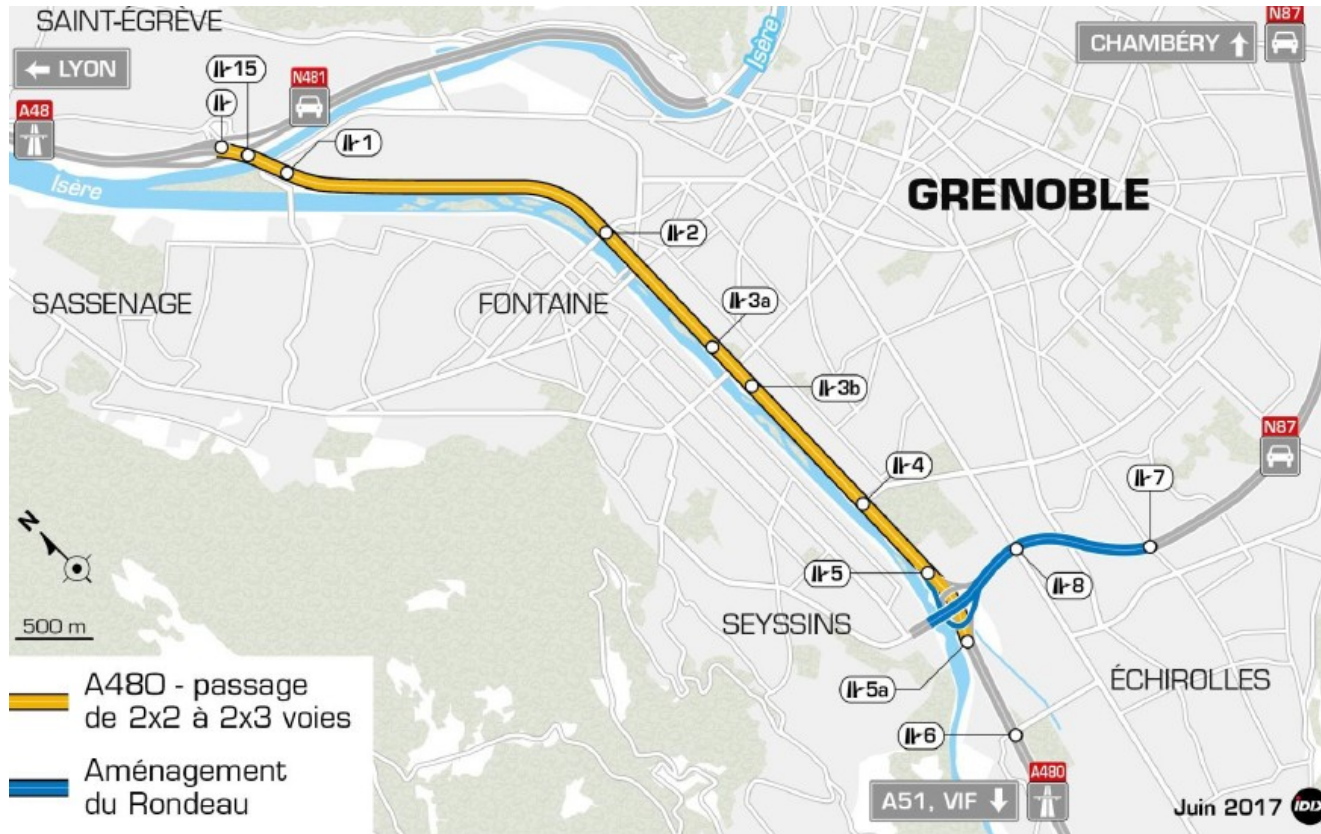 SAINT-ÉGRÈVE
N87
CHAMBÉRY ↑
← LYON
15
N481
A48
1
Isère
Isère
GRENOBLE
2
SASSENAGE
FONTAINE
3a
3b
N87
4
7
N
5
8
SEYSSINS
500 m
5a
ÉCHIROLLES
A480 - passage
de 2x2 à 2x3 voies
6
Aménagement
du Rondeau
A480
A51, VIF ↓
Juin 2017
IDIX